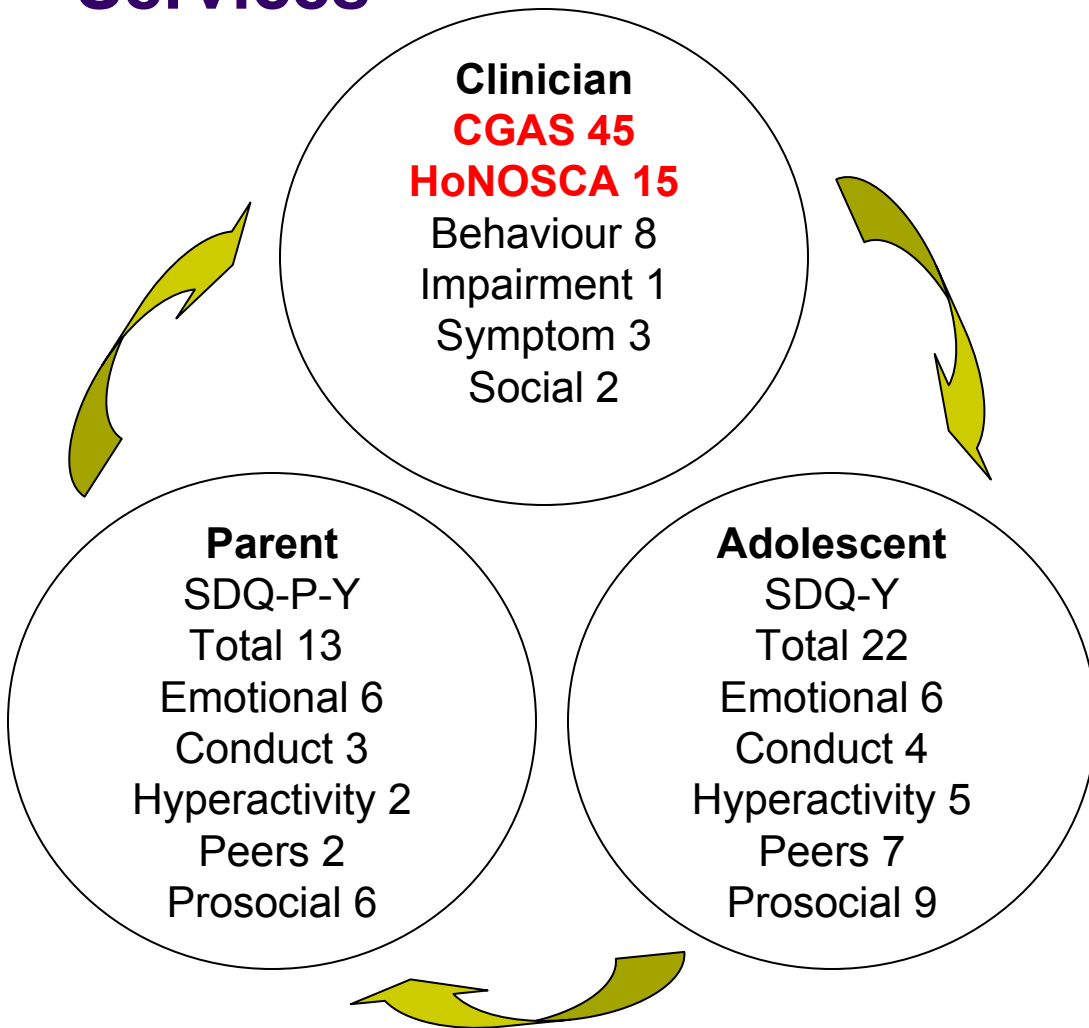 Services
Clinician
CGAS 45
HoNOSCA 15
Behaviour 8
Impairment 1
Symptom 3
Social 2
Parent
SDQ-P-Y
Total 13
Emotional 6
Conduct 3
Hyperactivity 2
Peers 2
Prosocial 6
Adolescent
SDQ-Y
Total 22
Emotional 6
Conduct 4
Hyperactivity 5
Peers 7
Prosocial 9